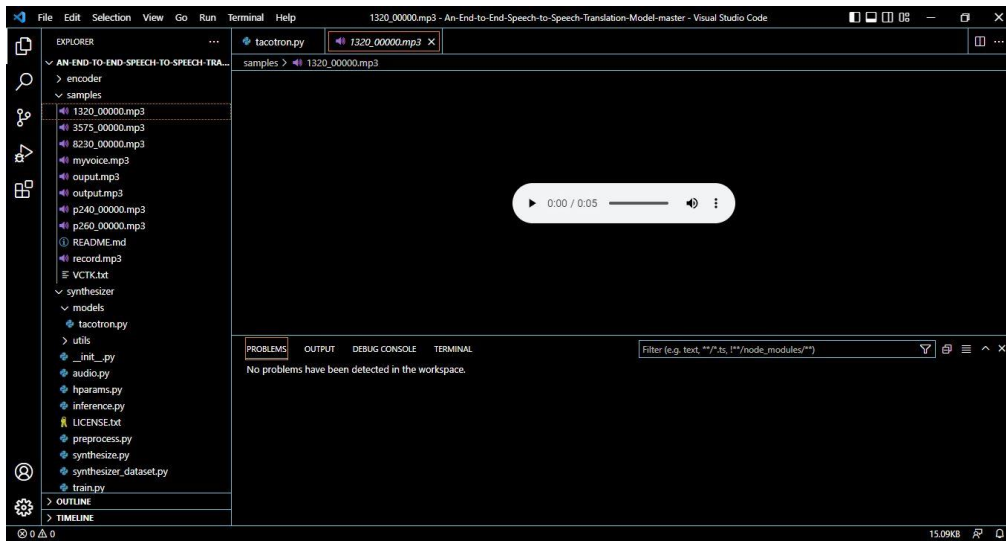 File Edit Selection View Go Run Terminal Help
1320_00000.mp3 - An-End-to-End-Speech-to-Speech-Translation-Model-master - Visual Studio Code
EXPLORER
AN-END-TO-END-SPEECH-TO-SPEECH-TRA...
encoder
samples
1320_00000.mp3
3575_00000.mp3
8230_00000.mp3
myvoice.mp3
ouput.mp3
output.mp3
p240_00000.mp3
p260_00000.mp3
README.md
record.mp3
VCTK.txt
synthesizer
models
tacotron.py
utils
__init__.py
audio.py
hparams.py
inference.py
LICENSE.txt
preprocess.py
synthesize.py
synthesizer_dataset.py
train.py
OUTLINE
TIMELINE
tacotron.py
1320_00000.mp3
samples > 1320_00000.mp3
0:00 / 0:05
PROBLEMS OUTPUT DEBUG CONSOLE TERMINAL
Filter (e.g. text, **/*.ts, !**/node_modules/**)
No problems have been detected in the workspace.
0 0
15.09KB